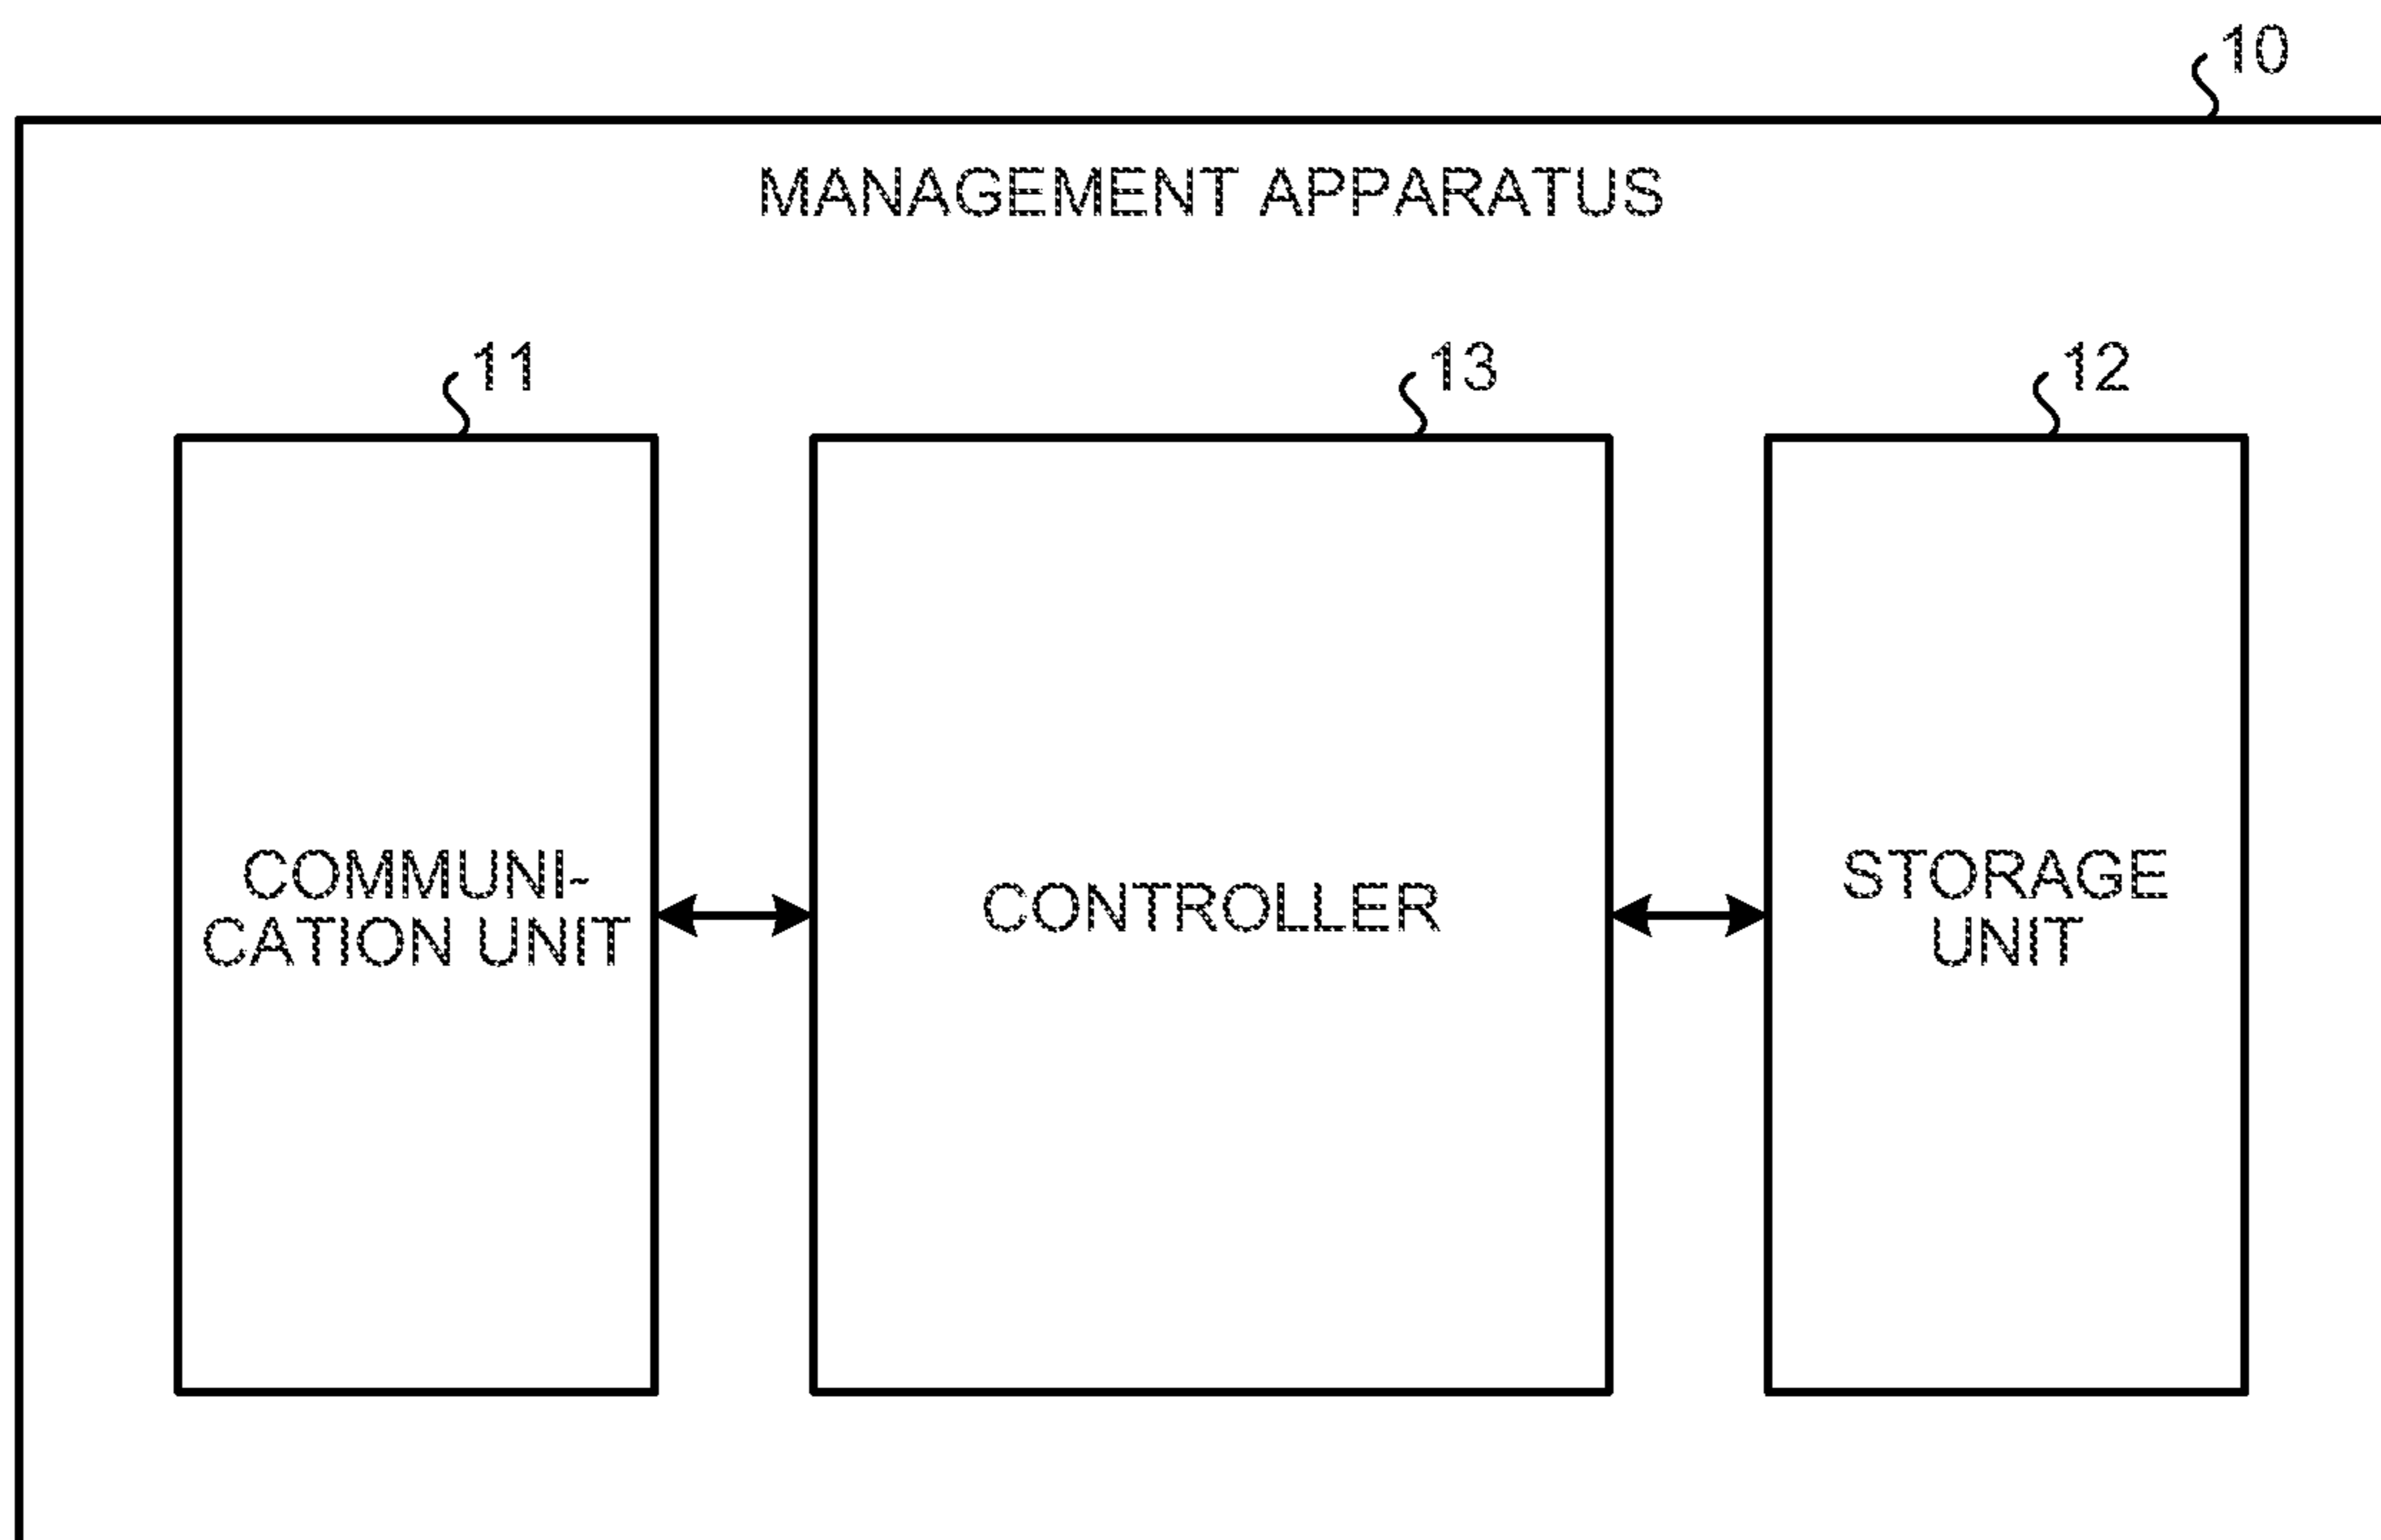 10
MANAGEMENT APPARATUS
11
13
12
COMMUNI-
CATION UNIT
CONTROLLER
STORAGE
UNIT